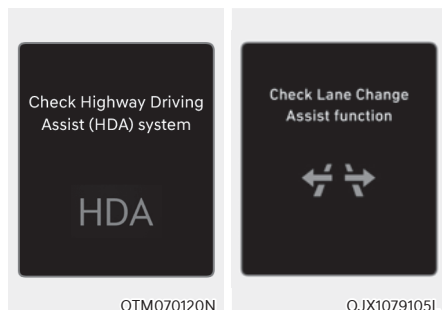 Check Highway Driving
Assist (HDA) system
HDA
OTM070120N
Check Lane Change
Assist function
OJX1079105L